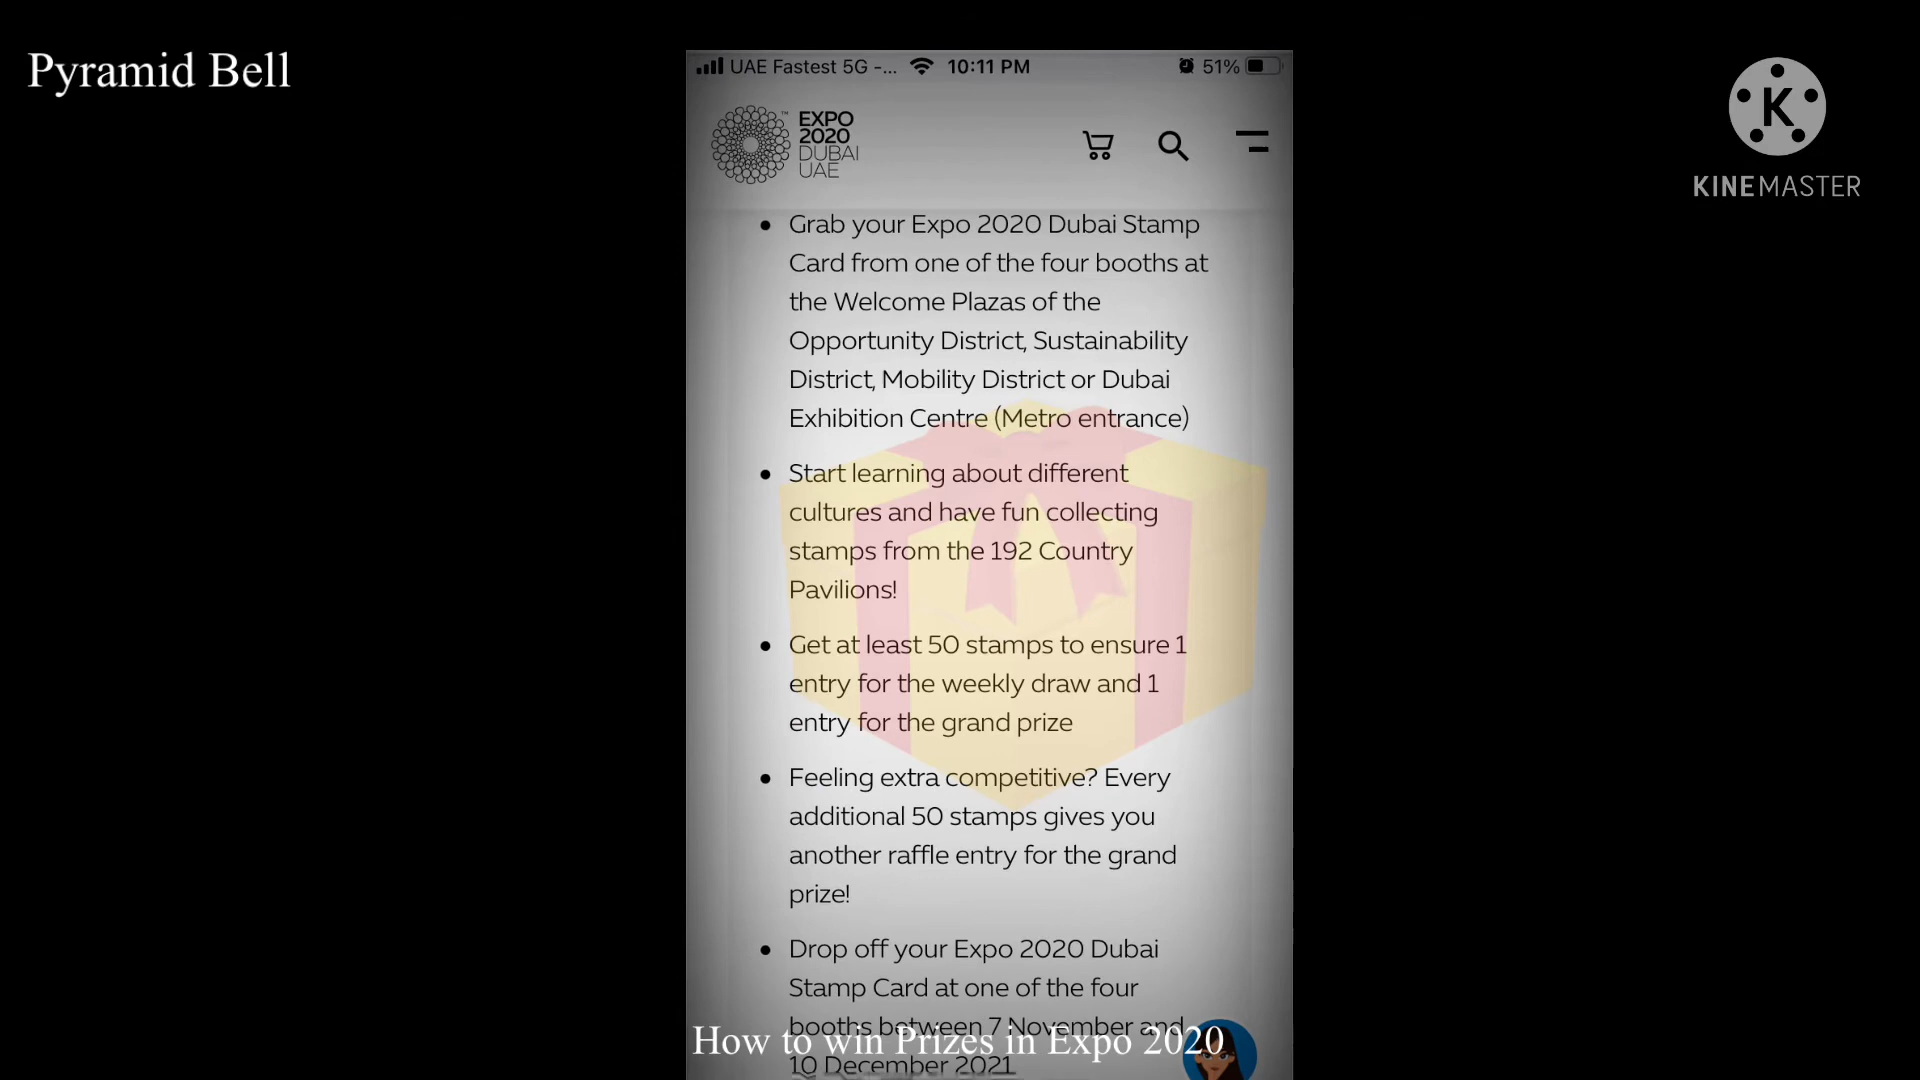 Pyramid Bell
UAE Fastest 5G -...
10:11 PM
51%
EXPO
2020
DUBAI
UAE
TM
K
KINEMASTER
• Grab your Expo 2020 Dubai Stamp
Card from one of the four booths at
the Welcome Plazas of the
Opportunity District, Sustainability
District, Mobility District or Dubai
Exhibition Centre (Metro entrance)
• Start learning about different
cultures and have fun collecting
stamps from the 192 Country
Pavilions!
• Get at least 50 stamps to ensure 1
entry for the weekly draw and 1
entry for the grand prize
• Feeling extra competitive? Every
additional 50 stamps gives you
another raffle entry for the grand
prize!
• Drop off your Expo 2020 Dubai
Stamp Card at one of the four
booths between 7 November and
How to win Prizes in Expo 2020
10 December 2021